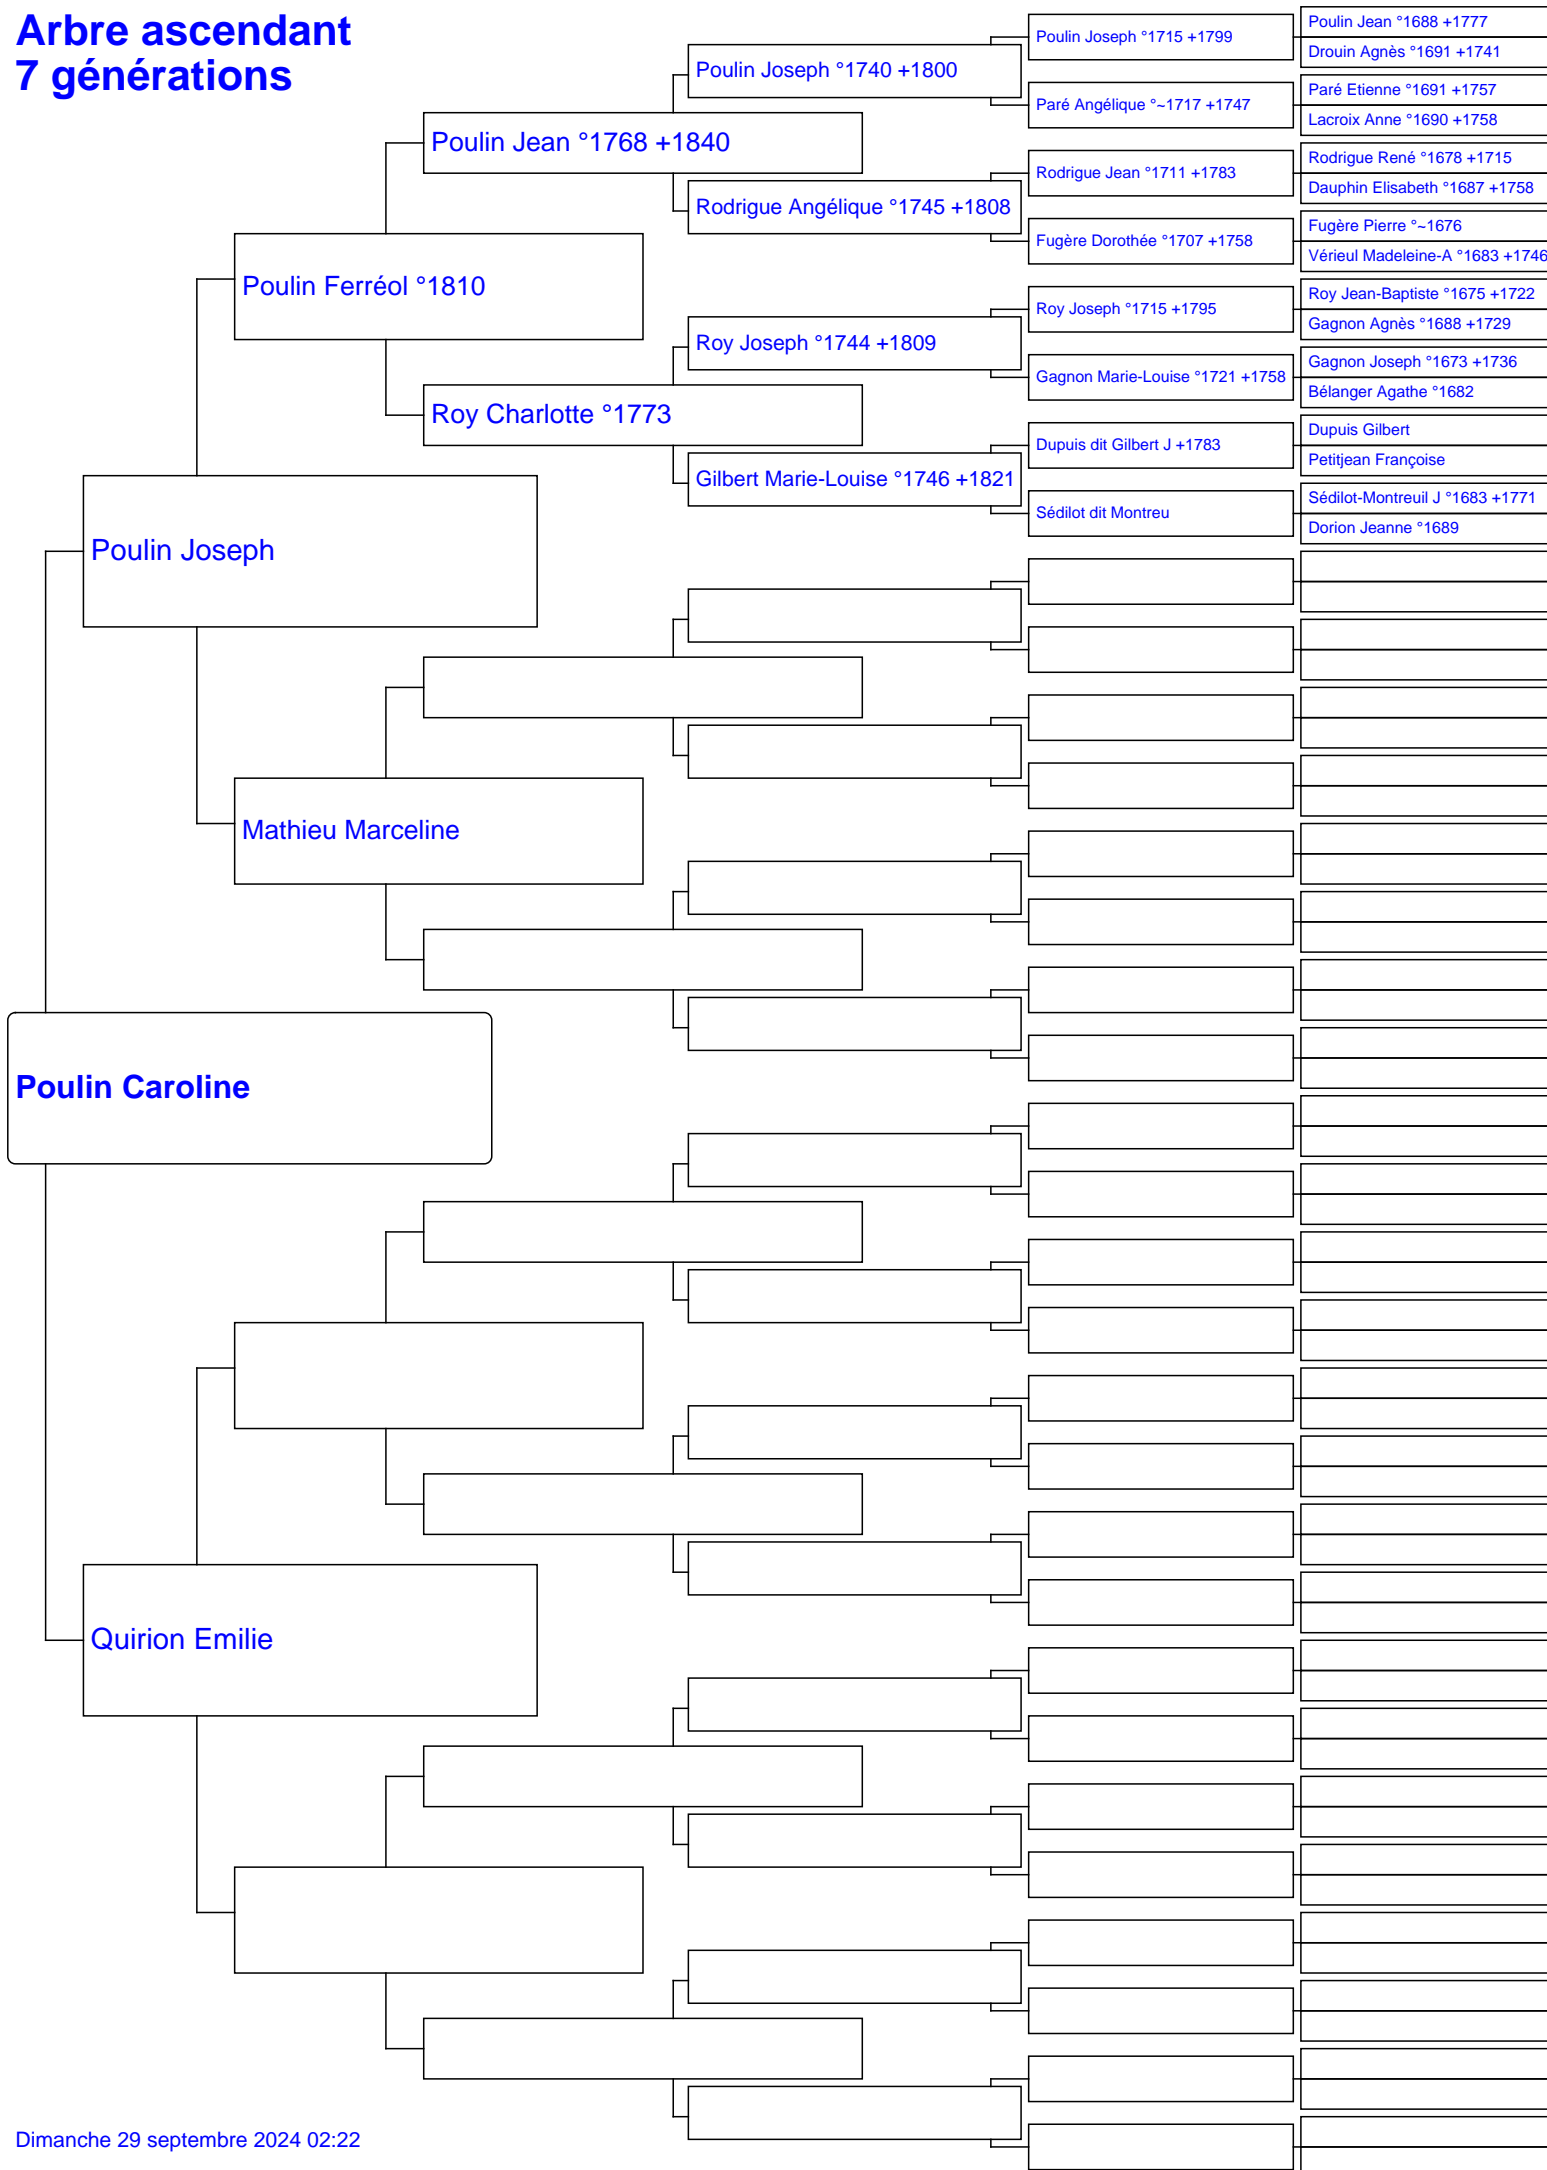 Arbre ascendant
7 générations
Poulin Jean °1688 +1777
Poulin Joseph °1715 +1799
Drouin Agnès °1691 +1741
Poulin Joseph °1740 +1800
Paré Etienne °1691 +1757
Paré Angélique °~1717 +1747
Lacroix Anne °1690 +1758
Poulin Jean °1768 +1840
Rodrigue René °1678 +1715
Rodrigue Jean °1711 +1783
Dauphin Elisabeth °1687 +1758
Rodrigue Angélique °1745 +1808
Fugère Pierre °~1676
Fugère Dorothée °1707 +1758
Vérieul Madeleine-A °1683 +1746
Poulin Ferréol °1810
Roy Jean-Baptiste °1675 +1722
Roy Joseph °1715 +1795
Gagnon Agnès °1688 +1729
Roy Joseph °1744 +1809
Gagnon Joseph °1673 +1736
Gagnon Marie-Louise °1721 +1758
Bélanger Agathe °1682
Roy Charlotte °1773
Dupuis Gilbert
Dupuis dit Gilbert J +1783
Petitjean Françoise
Gilbert Marie-Louise °1746 +1821
Sédilot-Montreuil J °1683 +1771
Sédilot dit Montreu
Dorion Jeanne °1689
Poulin Joseph
Mathieu Marceline
Poulin Caroline
Quirion Emilie
Dimanche 29 septembre 2024 02:22